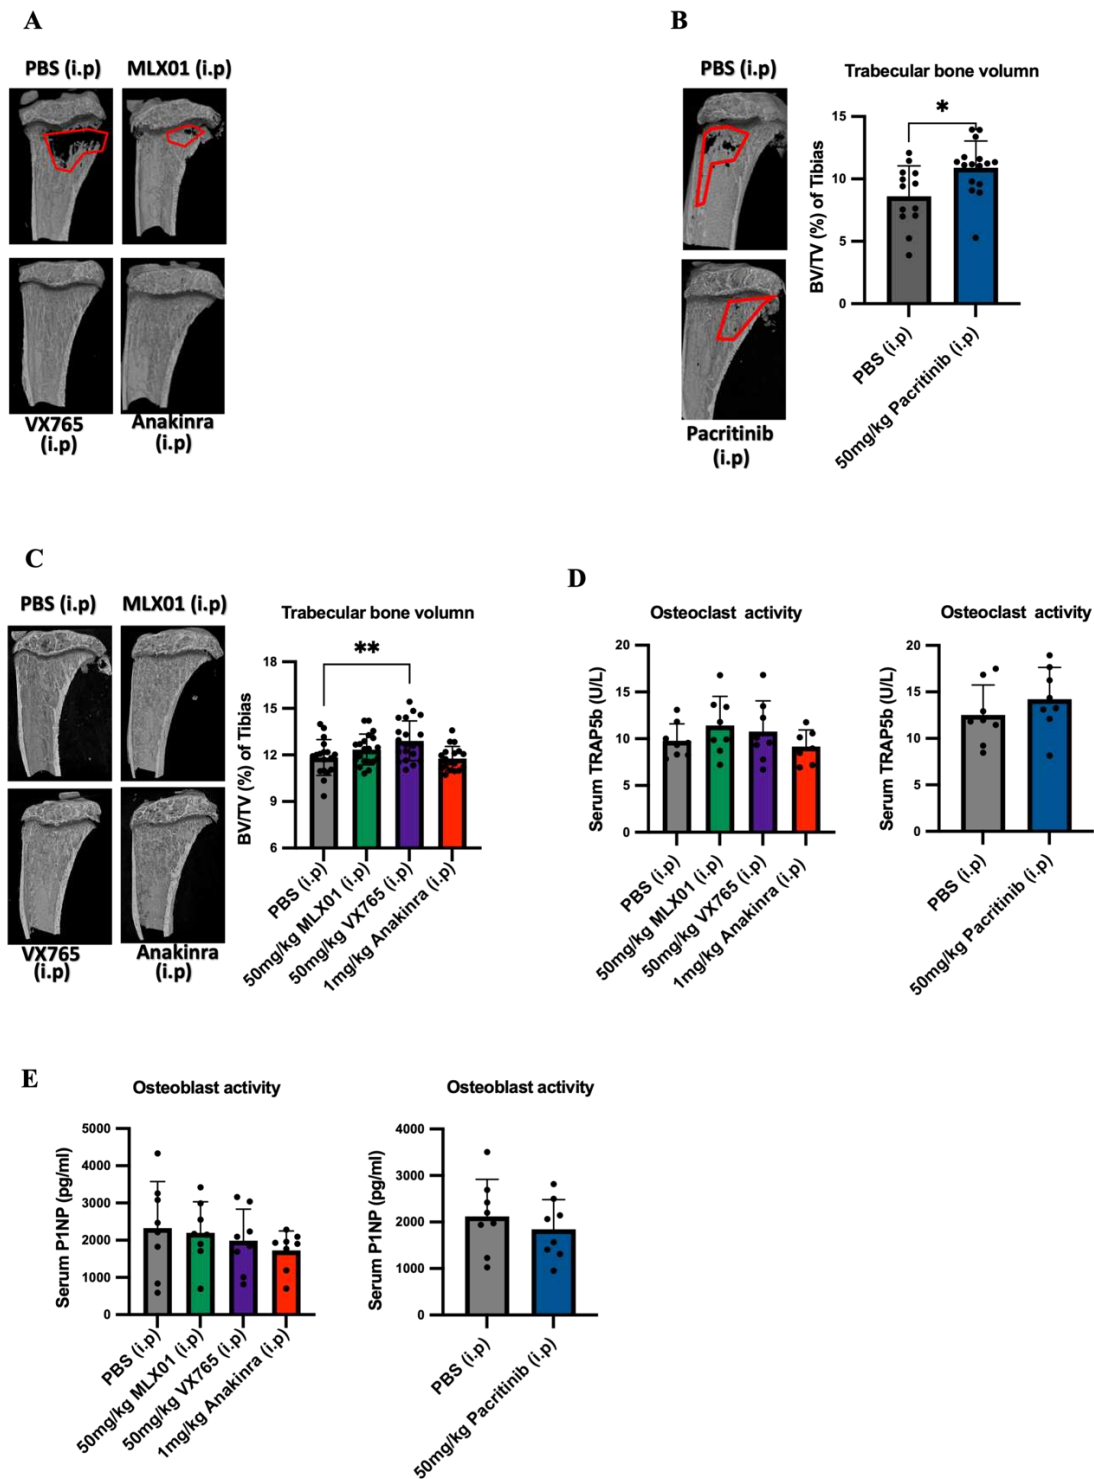 A
PBS (i.p)
MLX01 (i.p)
VX765
(i.p)
Anakinra
(i.p)
B
PBS (i.p)
Pacritinib
(i.p)
Trabecular bone volumn
*
15
10
5
0
BV/TV (%) of Tibias
PBS (i.p)
50mg/kg Pacritinib (i.p)
C
PBS (i.p)
MLX01 (i.p)
VX765
(i.p)
Anakinra
(i.p)
Trabecular bone volumn
**
18
15
12
9
6
BV/TV (%) of Tibias
PBS (i.p)
50mg/kg MLX01 (i.p)
50mg/kg VX765 (i.p)
1mg/kg Anakinra (i.p)
D
Osteoclast activity
20
15
10
5
0
Serum TRAP5b (U/L)
PBS (i.p)
50mg/kg MLX01 (i.p)
50mg/kg VX765 (i.p)
1mg/kg Anakinra (i.p)
Osteoclast activity
20
15
10
5
0
Serum TRAP5b (U/L)
PBS (i.p)
50mg/kg Pacritinib (i.p)
E
Osteoblast activity
5000
4000
3000
2000
1000
0
Serum P1NP (pg/ml)
PBS (i.p)
50mg/kg MLX01 (i.p)
50mg/kg VX765 (i.p)
1mg/kg Anakinra (i.p)
Osteoblast activity
4000
3000
2000
1000
0
Serum P1NP (pg/ml)
PBS (i.p)
50mg/kg Pacritinib (i.p)